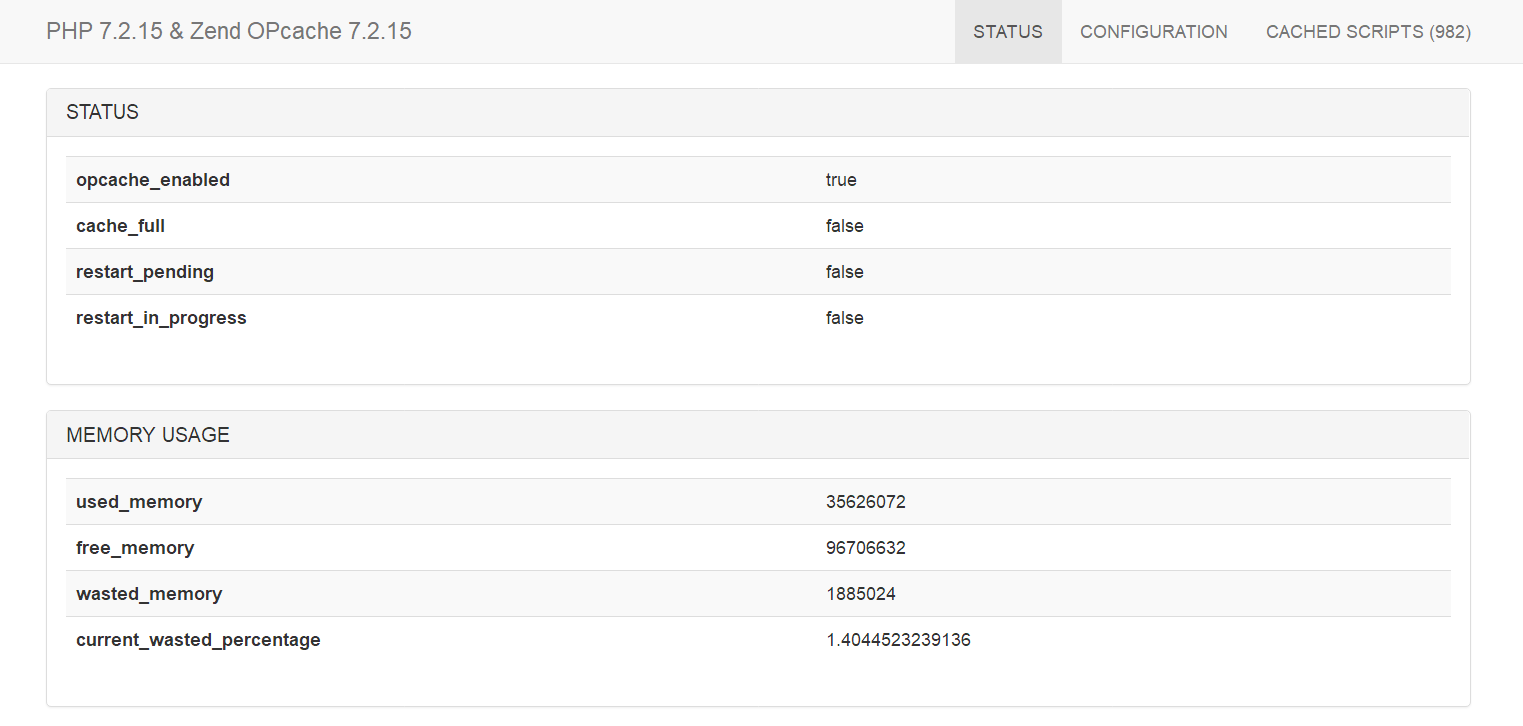 PHP 7.2.15 & Zend OPcache 7.2.15 STATUS CONFIGURATION CACHED SCRIPTS (982)
STATUS
opcache_enabled true
cache_full false
restart_pending false
restart_in_progress false
MEMORY USAGE
used_memory 35626072
free_memory 96706632
wasted_memory 1885024
current_wasted_percentage 1.4044523239136